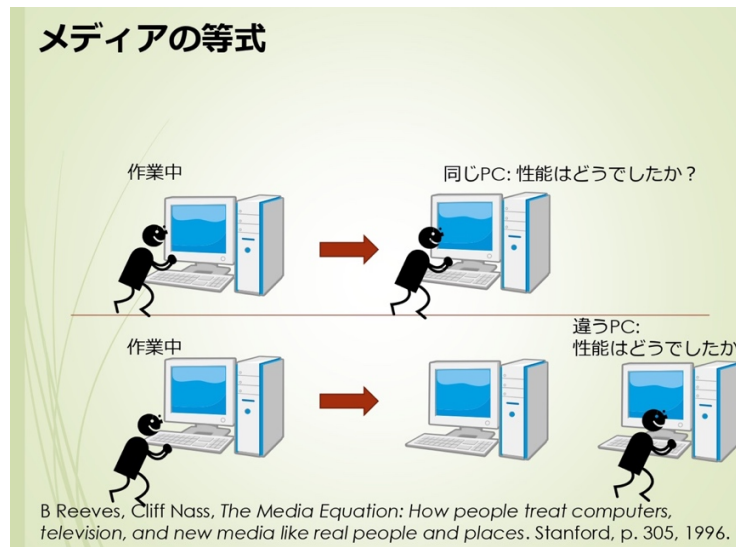 メディアの等式
作業中
同じPC: 性能はどうでしたか？
作業中
違うPC:
性能はどうでしたか
B Reeves, Cliff Nass, The Media Equation: How people treat computers,
television, and new media like real people and places. Stanford, p. 305, 1996.